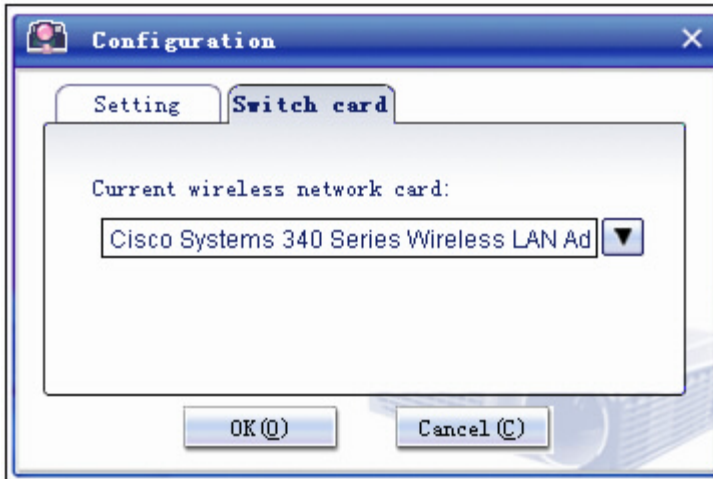 Configuration
Setting Switch card
Current wireless network card:
Cisco Systems 340 Series Wireless LAN Ad
OK(O) Cancel(C)